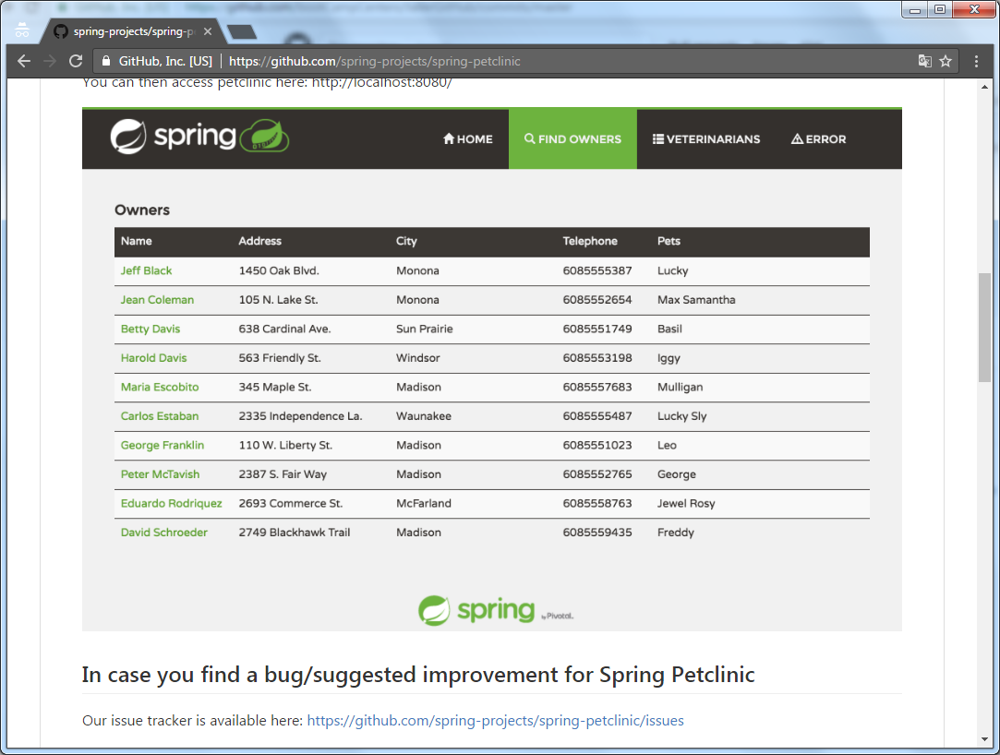 spring-projects/spring-p
GitHub, Inc. [US] https://github.com/spring-projects/spring-petclinic
You can then access petclinic here: http://localhost:8080/
spring HOME FIND OWNERS VETERINARIANS ERROR
Owners
Name Address City Telephone Pets
Jeff Black 1450 Oak Blvd. Monona 6085555387 Lucky
Jean Coleman 105 N. Lake St. Monona 6085552654 Max Samantha
Betty Davis 638 Cardinal Ave. Sun Prairie 6085551749 Basil
Harold Davis 563 Friendly St. Windsor 6085553198 Iggy
Maria Escobito 345 Maple St. Madison 6085557683 Mulligan
Carlos Estaban 2335 Independence La. Waunakee 6085555487 Lucky Sly
George Franklin 110 W. Liberty St. Madison 6085551023 Leo
Peter McTavish 2387 S. Fair Way Madison 6085552765 George
Eduardo Rodriquez 2693 Commerce St. McFarland 6085558763 Jewel Rosy
David Schroeder 2749 Blackhawk Trail Madison 6085559435 Freddy
spring by Pivotal.
In case you find a bug/suggested improvement for Spring Petclinic
Our issue tracker is available here: https://github.com/spring-projects/spring-petclinic/issues